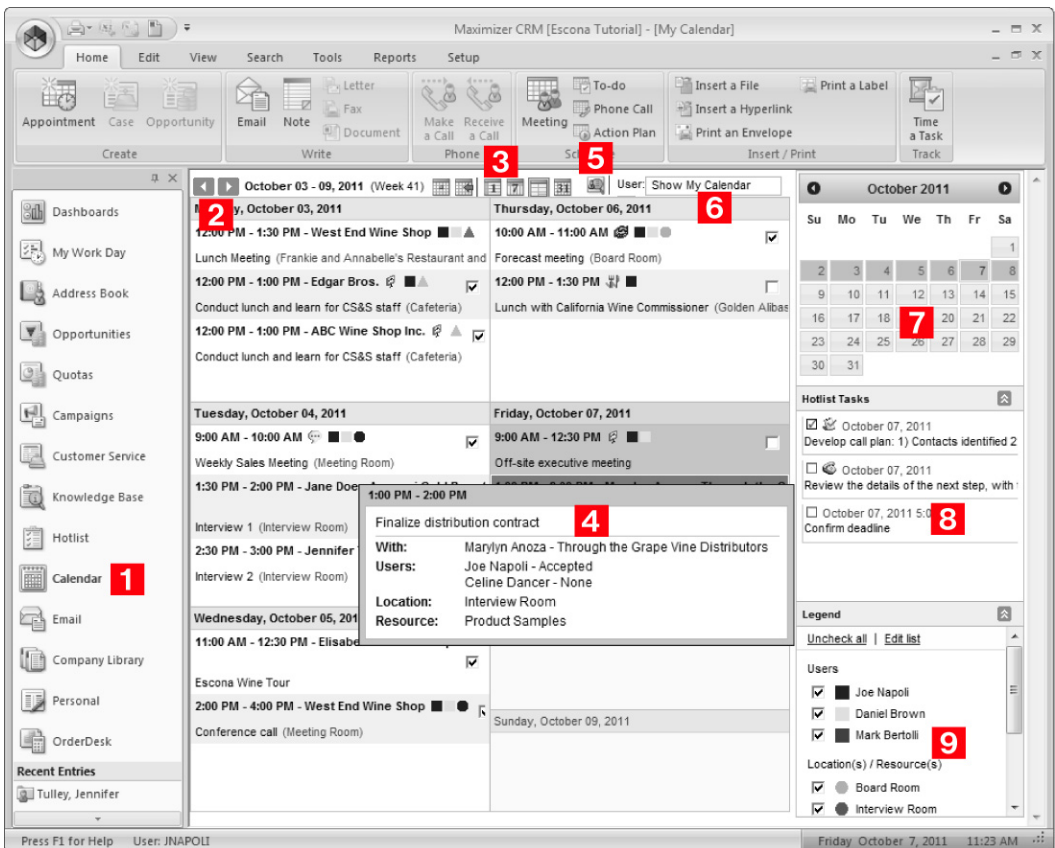 Maximizer CRM [Escona Tutorial] - [My Calendar]
Home Edit View Search Tools Reports Setup
Appointment Case Opportunity
Create
Email Note
Letter
Fax
Document
Write
Make a Call
Receive a Call
Phone
Meeting
To-do
Phone Call
Action Plan
Insert a File
Insert a Hyperlink
Print an Envelope
Print a Label
Insert / Print
Time a Task
Track
3
5
Dashboards
My Work Day
Address Book
Opportunities
Quotas
Campaigns
Customer Service
Knowledge Base
Hotlist
Calendar
1
Email
Company Library
Personal
OrderDesk
Recent Entries
Tulley, Jennifer
October 03 - 09, 2011 (Week 41)
1 7 31
User: Show My Calendar
2
6
October 03, 2011
12:00 PM - 1:30 PM - West End Wine Shop
Lunch Meeting (Frankie and Annabelle's Restaurant and
12:00 PM - 1:00 PM - Edgar Bros.
Conduct lunch and learn for CS&S staff (Cafeteria)
12:00 PM - 1:00 PM - ABC Wine Shop Inc.
Conduct lunch and learn for CS&S staff (Cafeteria)
Thursday, October 06, 2011
10:00 AM - 11:00 AM
Forecast meeting (Board Room)
12:00 PM - 1:30 PM
Lunch with California Wine Commissioner (Golden Alibas
Tuesday, October 04, 2011
9:00 AM - 10:00 AM
Weekly Sales Meeting (Meeting Room)
1:30 PM - 2:00 PM - Jane Doe
Interview 1 (Interview Room)
2:30 PM - 3:00 PM - Jennifer
Interview 2 (Interview Room)
Friday, October 07, 2011
9:00 AM - 12:30 PM
Off-site executive meeting
1:00 PM - 2:00 PM
Finalize distribution contract
4
With: Marylyn Anoza - Through the Grape Vine Distributors
Users: Joe Napoli - Accepted
Celine Dancer - None
Location: Interview Room
Resource: Product Samples
Wednesday, October 05, 201
11:00 AM - 12:30 PM - Elisabe
Escona Wine Tour
2:00 PM - 4:00 PM - West End Wine Shop
Conference call (Meeting Room)
Sunday, October 09, 2011
October 2011
Su Mo Tu We Th Fr Sa
1
2 3 4 5 6 7 8
9 10 11 12 13 14 15
16 17 18 20 21 22
23 24 25 26 27 28 29
30 31
7
Hotlist Tasks
October 07, 2011
Develop call plan: 1) Contacts identified 2
October 07, 2011
Review the details of the next step, with
October 07, 2011 5:0
Confirm deadline
8
Legend
Uncheck all | Edit list
Users
Joe Napoli
Daniel Brown
Mark Bertolli
9
Location(s) / Resource(s)
Board Room
Interview Room
Press F1 for Help User: JNAPOLI
Friday October 7, 2011 11:23 AM